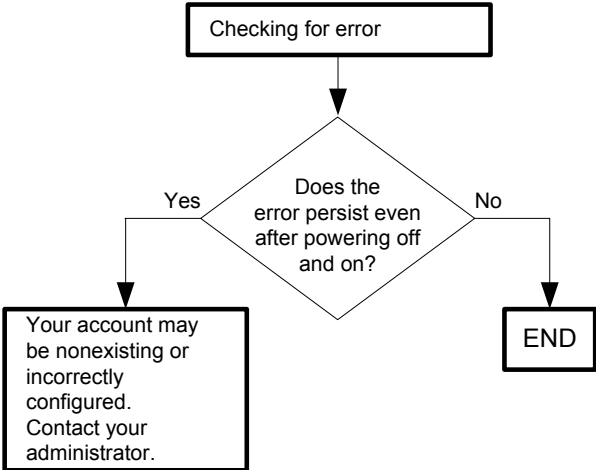 Checking for error
Does the
error persist even
after powering off
and on?
Yes
No
Your account may
be nonexisting or
incorrectly
configured.
Contact your
administrator.
END